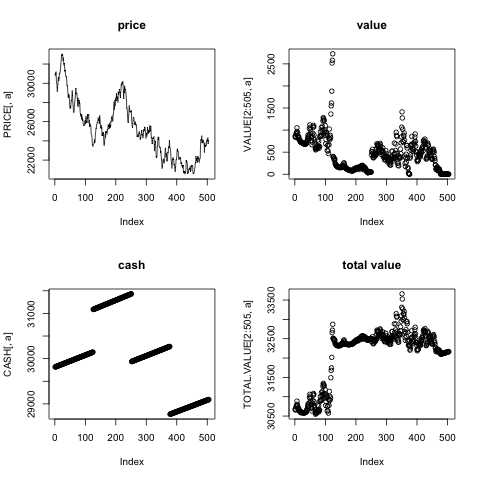 price
PRICE[, a]
22000 26000 30000
0 100 200 300 400 500
Index
value
VALUE[2:505, a]
0 500 1500 2500
0 100 200 300 400 500
Index
cash
CASH[, a]
29000 30000 31000
0 100 200 300 400 500
Index
total value
TOTAL.VALUE[2:505, a]
30500 31500 32500 33500
0 100 200 300 400 500
Index